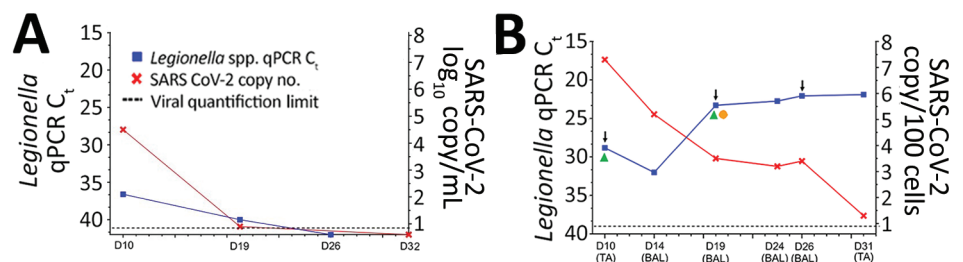 A
Legionella
qPCR Ct
15
20
25
30
35
40
Legionella spp. qPCR Ct
SARS CoV-2 copy no.
Viral quantifiction limit
8
7
6
5
4
3
2
1
SARS-CoV-2
log10 copy/mL
D10
D19
D26
D32
B
Legionella qPCR Ct
15
20
25
30
35
40
8
7
6
5
4
3
2
1
SARS-CoV-2
copy/100 cells
D10 D14 D19 D24 D26 D31
(TA) (BAL) (BAL) (BAL) (BAL) (TA)